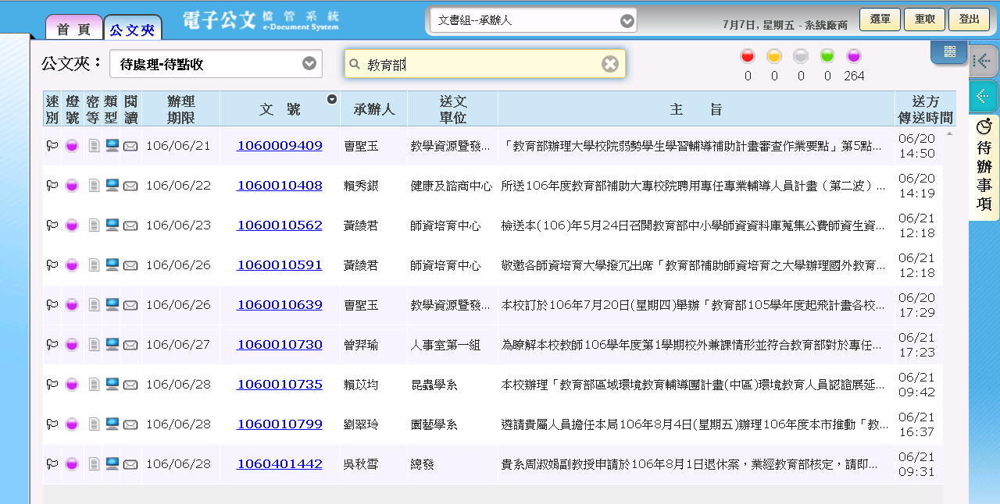 首 頁
公文夾
電子公文 檔 管 系 統
e-Document System
文書組--承辦人
7月7日, 星期五 - 系統廠商
選單
重取
登出
公文夾：
待處理-待點收
教育部
0 0 0 0 264
速別 燈號 密等 類型 閱讀 辦理期限 文 號 承辦人 送文單位 主 旨 送方傳送時間
106/06/21 1060009409 曹聖玉 教學資源暨發... 「教育部辦理大學校院弱勢學生學習輔導補助計畫審查作業要點」第5點... 06/20 14:50
106/06/22 1060010408 賴秀銀 健康及諮商中心 所送106年度教育部補助大專校院聘用專任專業輔導人員計畫（第二波）... 06/20 14:19
106/06/23 1060010562 黃綾君 師資培育中心 檢送本(106)年5月24日召開教育部中小學師資資料庫蒐集公費師資生資... 06/21 12:18
106/06/26 1060010591 黃綾君 師資培育中心 敬邀各師資培育大學撥冗出席「教育部補助師資培育之大學辦理國外教育... 06/21 12:18
106/06/26 1060010639 曹聖玉 教學資源暨發... 本校訂於106年7月20日(星期四)舉辦「教育部105學年度起飛計畫各校... 06/20 17:29
106/06/27 1060010730 曾羿瑜 人事室第一組 為瞭解本校教師106學年度第1學期校外兼課情形並符合教育部對於專任... 06/21 17:23
106/06/28 1060010735 賴苡均 昆蟲學系 本校辦理「教育部區域環境教育輔導團計畫(中區)環境教育人員認證展延... 06/21 09:42
106/06/28 1060010799 劉翠玲 園藝學系 遴請貴屬人員擔任本局106年8月4日(星期五)辦理106年度本市推動「教... 06/21 16:37
106/06/28 1060401442 吳秋雲 總發 貴系周淑娟副教授申請於106年8月1日退休案，業經教育部核定，請即... 06/21 09:31
待辦事項